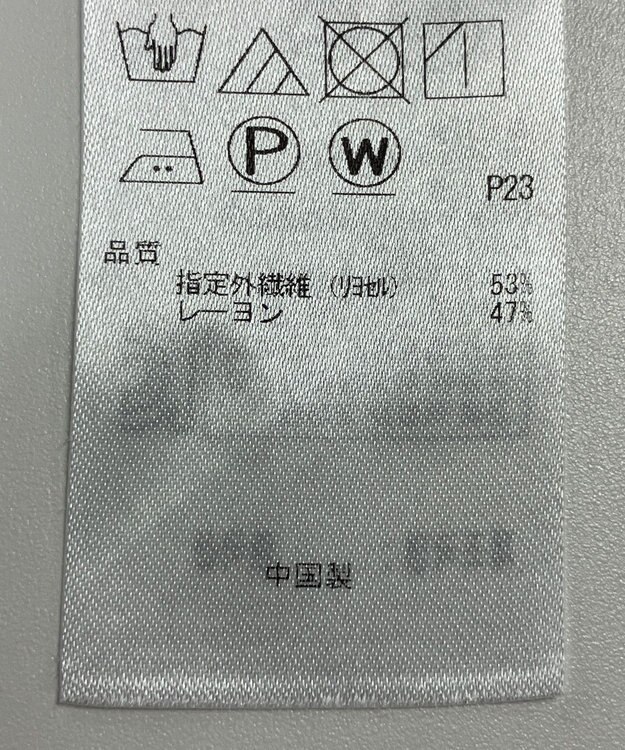 P W
P23
品質
指定外繊維 (リヨセル) 53%
レーヨン 47%
中国製